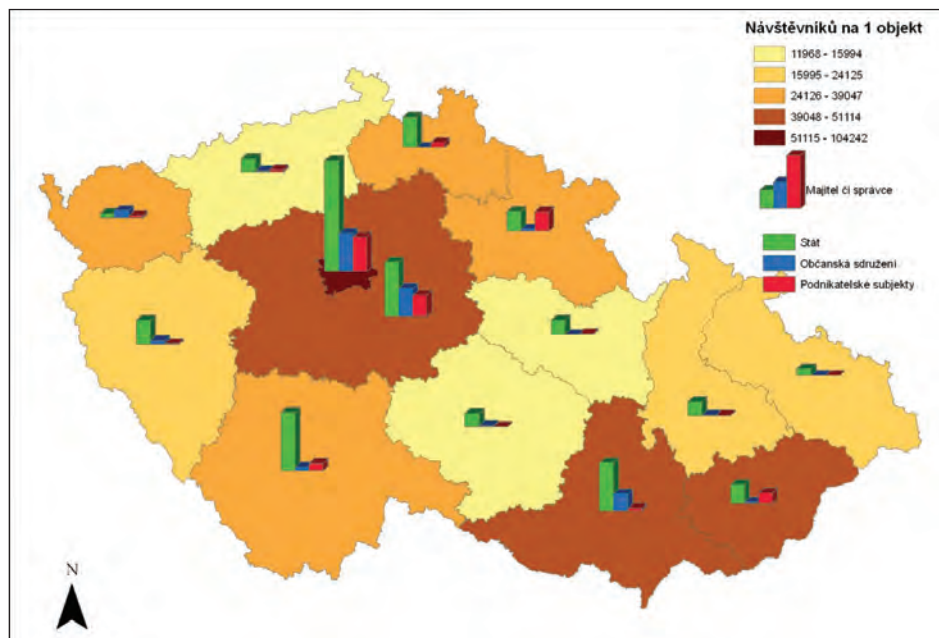 Návštěvníků na 1 objekt
11968 - 15994
15995 - 24125
24126 - 39047
39048 - 51114
51115 - 104242
Majitel či správce
Stát
Občanská sdružení
Podnikatelské subjekty
N